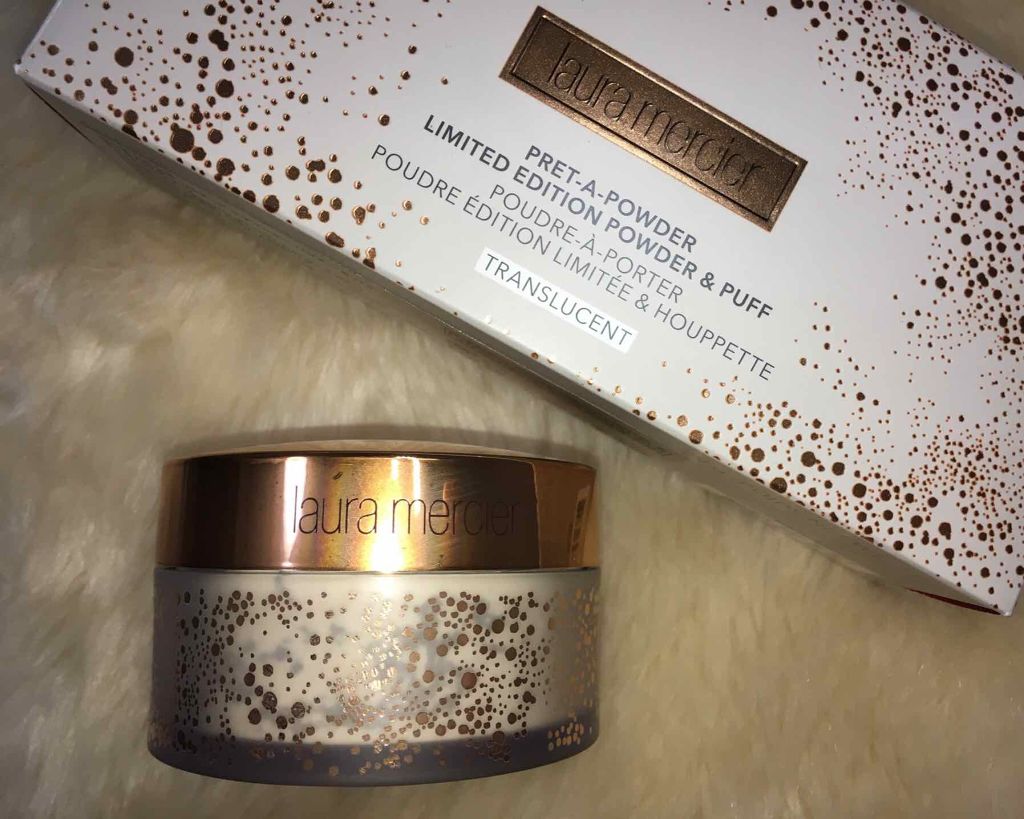 laura mercier
PRET-A-POWDER
LIMITED EDITION POWDER & PUFF
POUDRE-À-PORTER
POUDRE ÉDITION LIMITÉE & HOUPPETTE
TRANSLUCENT
laura mercier